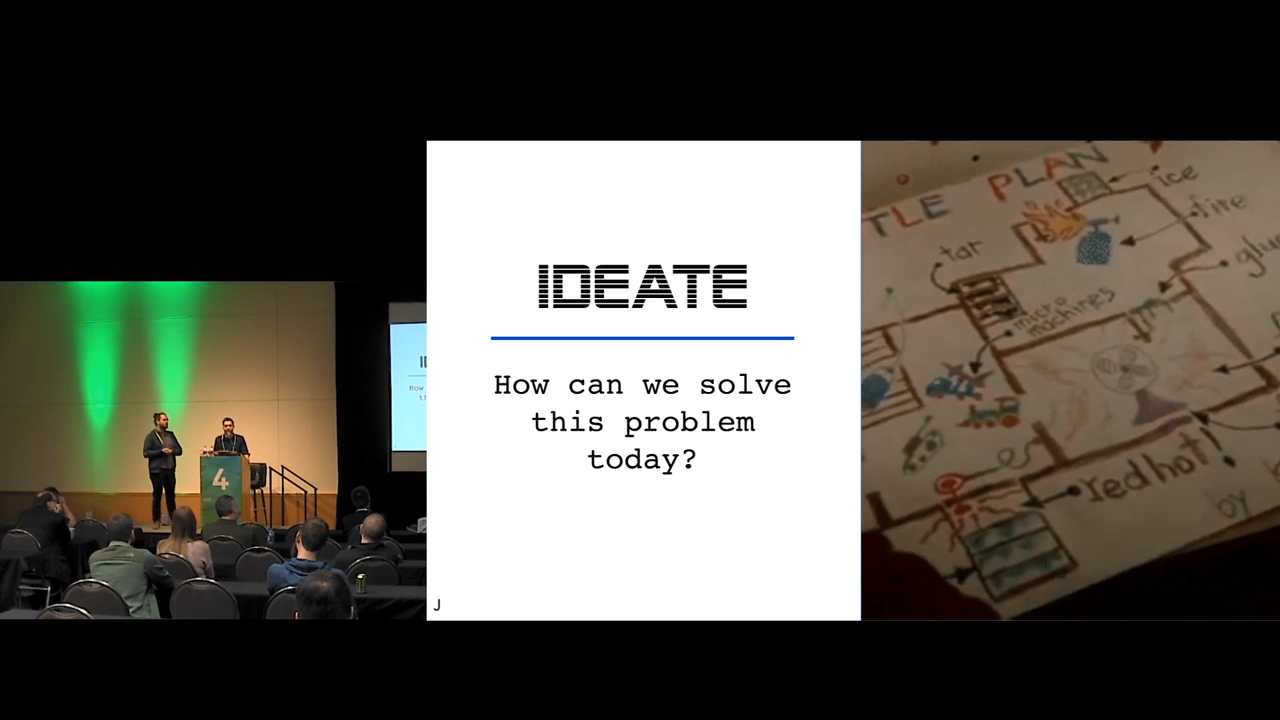 4
IDEATE
How can we solve
this problem
today?
J
TLE PLAN
ice
fire
tar
glu
micro
machines
red hot!
by